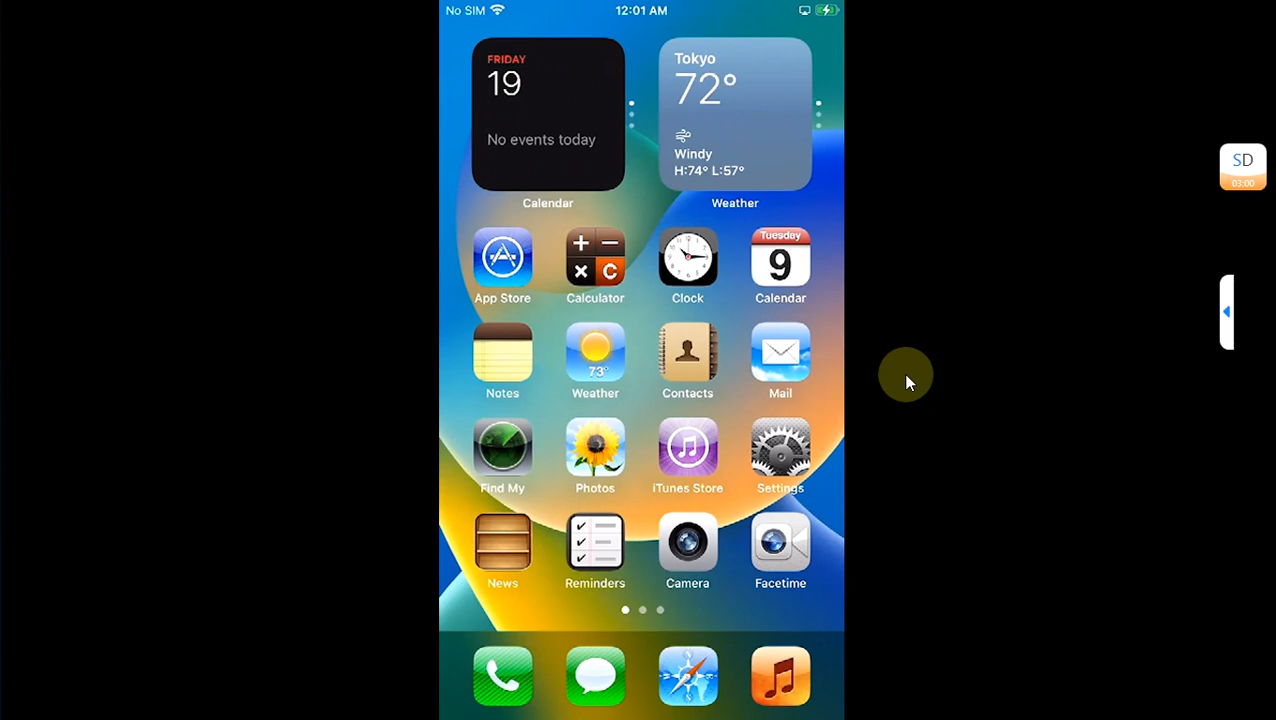 No SIM 12:01 AM
FRIDAY
19
No events today
Calendar
Tokyo
72°
Windy
H:74° L:57°
Weather
SD
03:00
App Store
+ − × C
Calculator
Clock
Tuesday
9
Calendar
Notes
73°
Weather
Contacts
Mail
Find My
Photos
iTunes Store
Settings
News
Reminders
Camera
Facetime